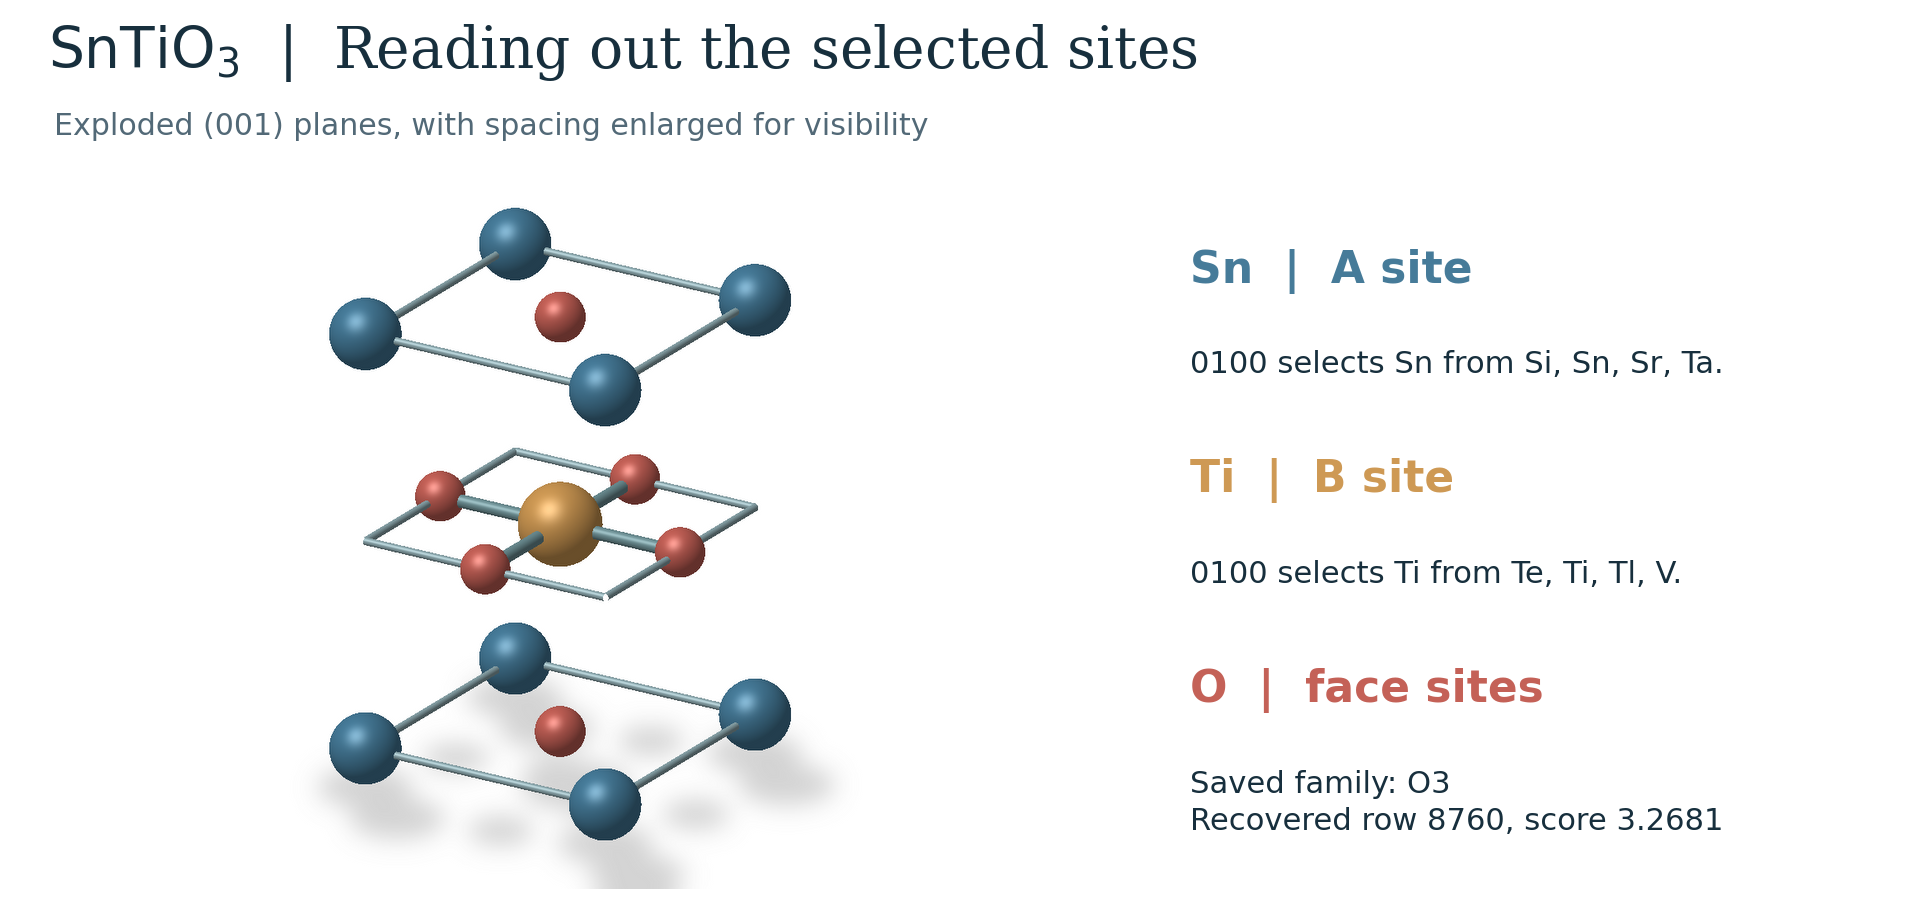 SnTiO₃ | Reading out the selected sites
Exploded (001) planes, with spacing enlarged for visibility
Sn | A site
0100 selects Sn from Si, Sn, Sr, Ta.
Ti | B site
0100 selects Ti from Te, Ti, Tl, V.
O | face sites
Saved family: O3
Recovered row 8760, score 3.2681